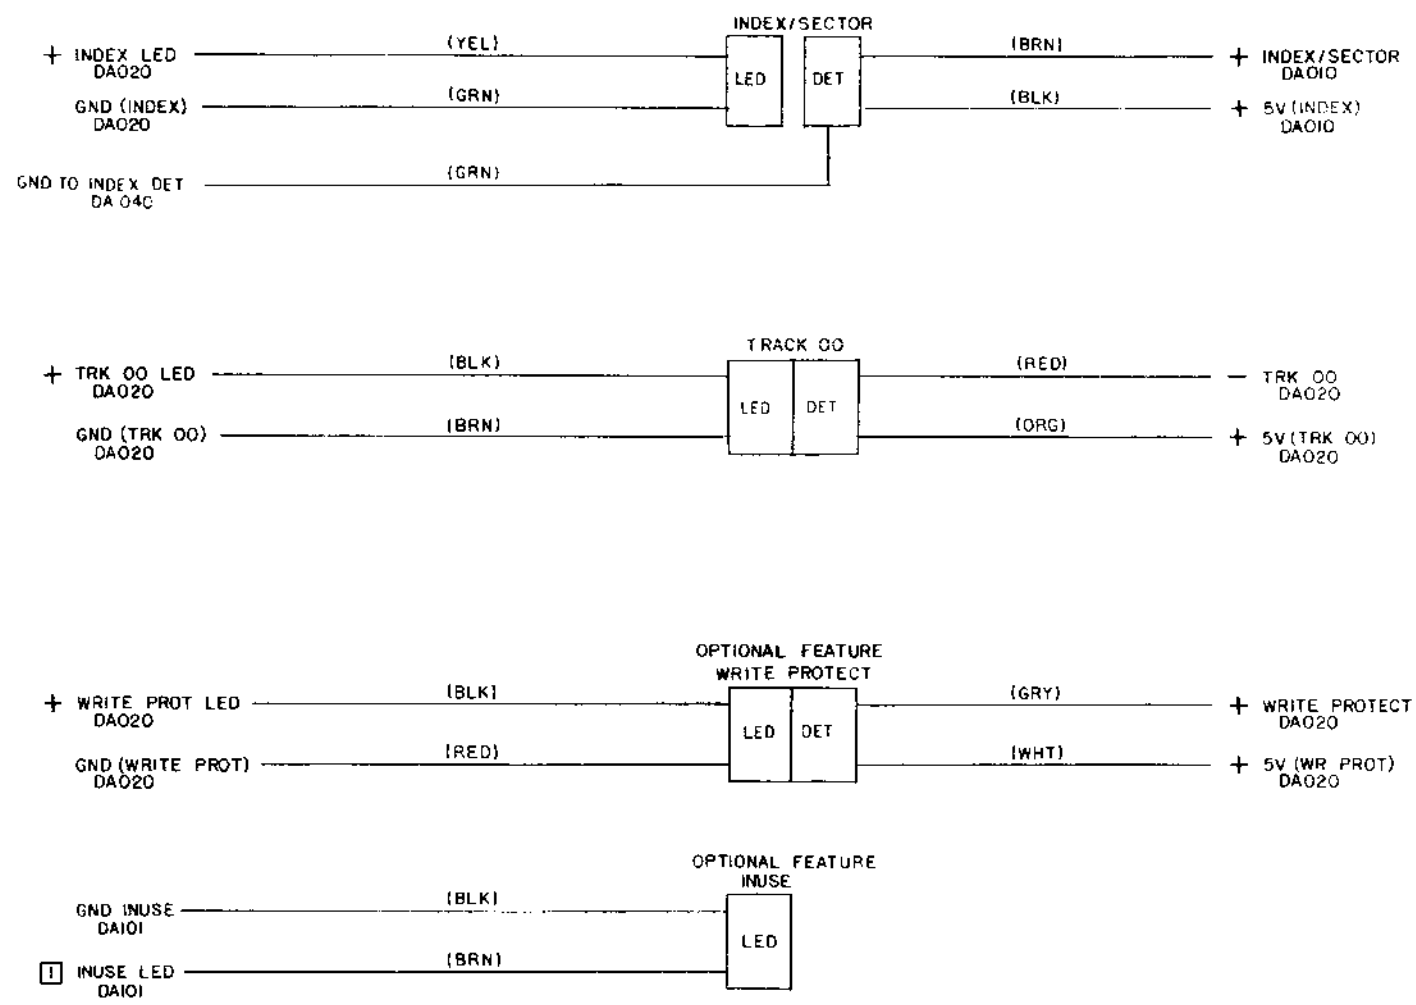 INDEX/SECTOR
+ INDEX LED
DA020
(YEL)
LED
DET
(BRN)
+ INDEX/SECTOR
DA010
GND (INDEX)
DA020
(GRN)
(BLK)
+ 5V (INDEX)
DA010
GND TO INDEX DET
DA 040
(GRN)
TRACK 00
+ TRK 00 LED
DA020
(BLK)
LED
DET
(RED)
— TRK 00
DA020
GND (TRK 00)
DA020
(BRN)
(ORG)
+ 5V (TRK 00)
DA020
OPTIONAL FEATURE
WRITE PROTECT
+ WRITE PROT LED
DA020
(BLK)
LED
DET
(GRY)
+ WRITE PROTECT
DA020
GND (WRITE PROT)
DA020
(RED)
(WHT)
+ 5V (WR PROT)
DA020
OPTIONAL FEATURE
INUSE
GND INUSE
DA101
(BLK)
LED
1 INUSE LED
DA101
(BRN)